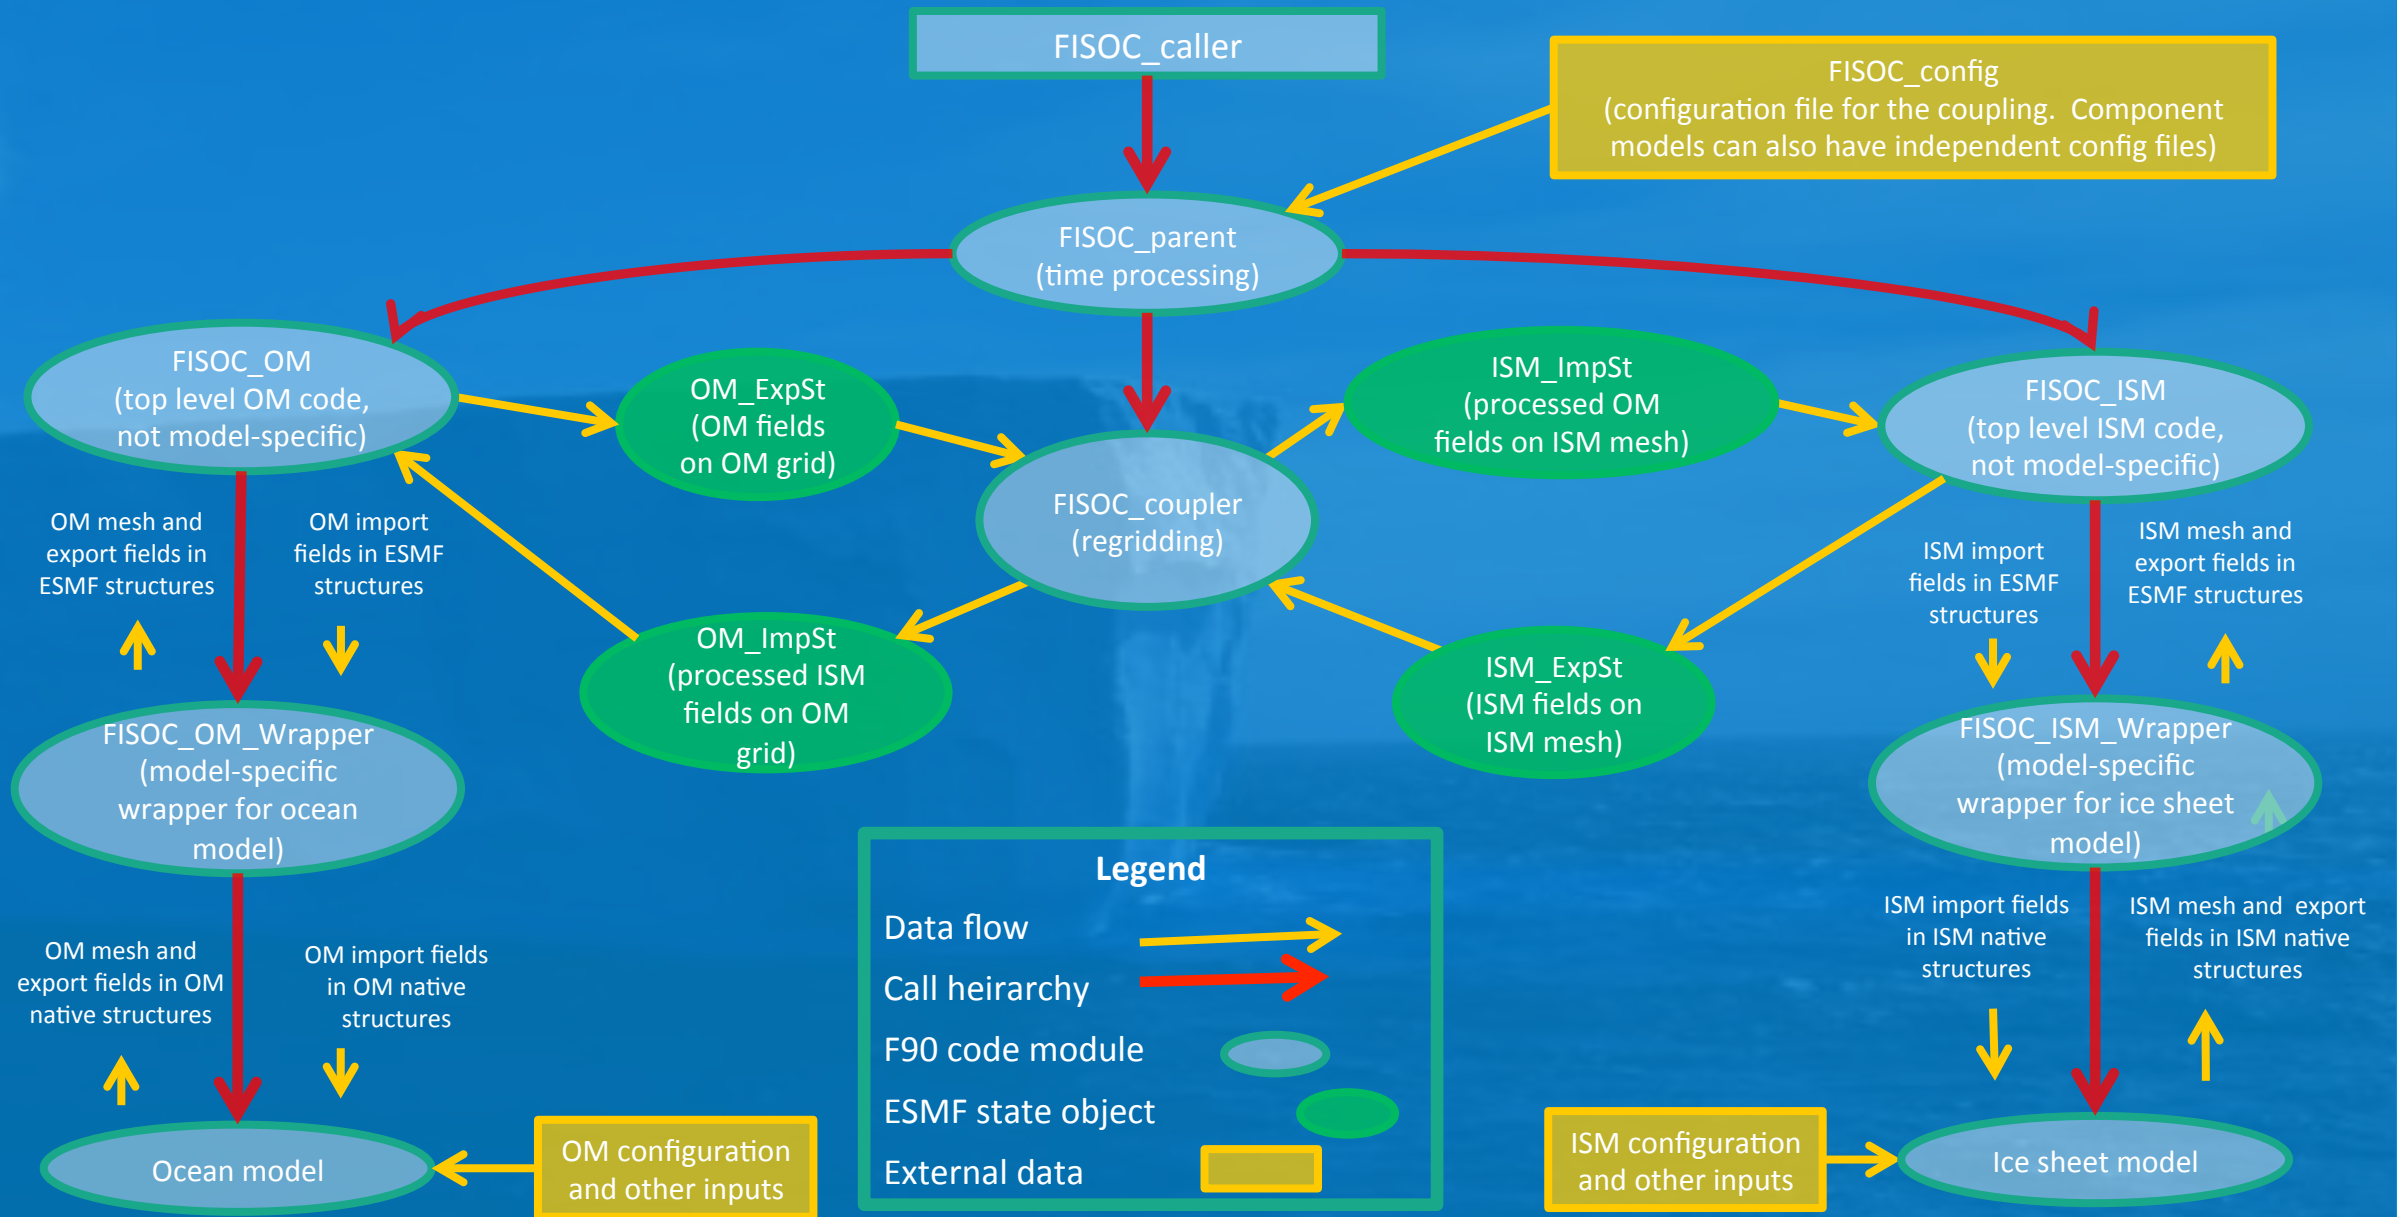 FISOC_caller
FISOC_config
(configuration file for the coupling.  Component
models can also have independent config files)
FISOC_parent
(time processing)
FISOC_OM
(top level OM code,
not model-specific)
OM_ExpSt
(OM fields
on OM grid)
ISM_ImpSt
(processed OM
fields on ISM mesh)
FISOC_ISM
(top level ISM code,
not model-specific)
FISOC_coupler
(regridding)
OM mesh and
export fields in
ESMF structures
OM import
fields in ESMF
structures
ISM import
fields in ESMF
structures
ISM mesh and
export fields in
ESMF structures
OM_ImpSt
(processed ISM
fields on OM
grid)
ISM_ExpSt
(ISM fields on
ISM mesh)
FISOC_OM_Wrapper
(model-specific
wrapper for ocean
model)
FISOC_ISM_Wrapper
(model-specific
wrapper for ice sheet
model)
Legend
Data flow
Call heirarchy
F90 code module
ESMF state object
External data
OM mesh and
export fields in OM
native structures
OM import fields
in OM native
structures
ISM import fields
in ISM native
structures
ISM mesh and  export
fields in ISM native
structures
Ocean model
OM configuration
and other inputs
ISM configuration
and other inputs
Ice sheet model